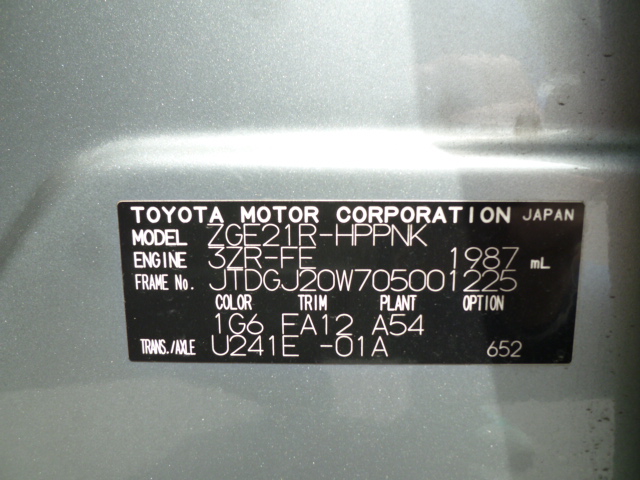 TOYOTA MOTOR CORPORATION JAPAN
MODEL ZGE21R-HPPNK
ENGINE 3ZR-FE 1987 mL
FRAME No. JTDGJ20W705001225
COLOR TRIM PLANT OPTION
1G6 FA12 A54
TRANS./AXLE U241E -01A 652